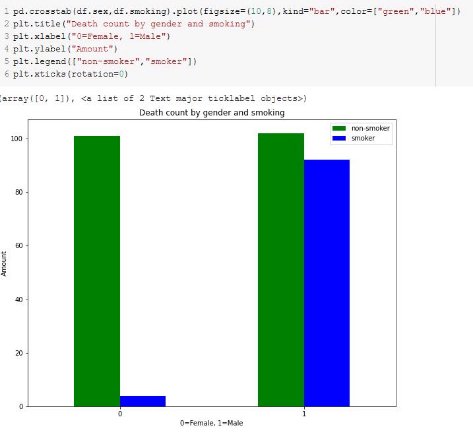 1 pd.crosstab(df.sex,df.smoking).plot(figsize=(10,8),kind="bar",color=["green","blue"])
2 plt.title("Death count by gender and smoking")
3 plt.xlabel("0=Female, 1=Male")
4 plt.ylabel("Amount")
5 plt.legend(["non-smoker","smoker"])
6 plt.xticks(rotation=0)
(array([0, 1]), <a list of 2 Text major ticklabel objects>)
Death count by gender and smoking
non-smoker
smoker
100
80
60
40
20
0
Amount
0 1
0=Female, 1=Male